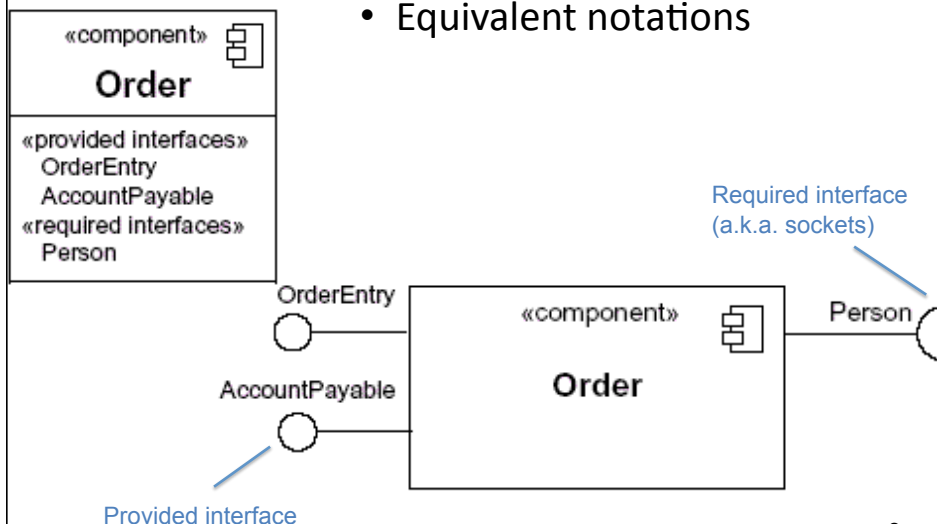 • Equivalent notations
«component»
Order
«provided interfaces»
OrderEntry
AccountPayable
«required interfaces»
Person
Required interface
(a.k.a. sockets)
OrderEntry
«component»
Person
AccountPayable
Order
Provided interface